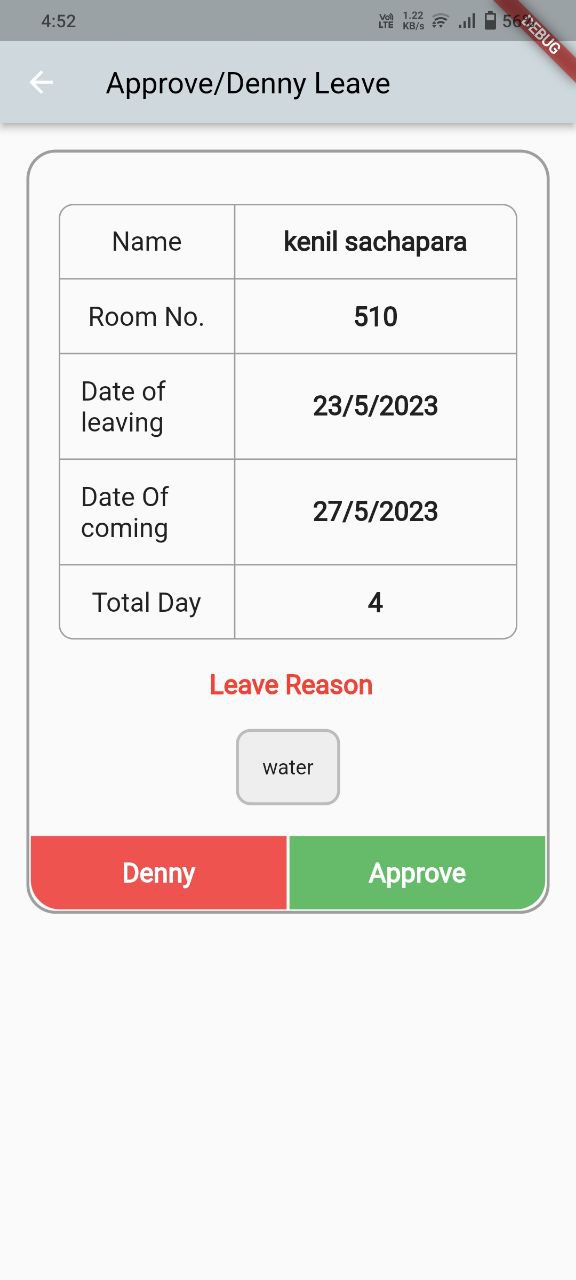 4:52
Voℓ LTE 1.22 KB/s 56
DEBUG
Approve/Denny Leave
Name kenil sachapara
Room No. 510
Date of
leaving 23/5/2023
Date Of
coming 27/5/2023
Total Day 4
Leave Reason
water
Denny Approve